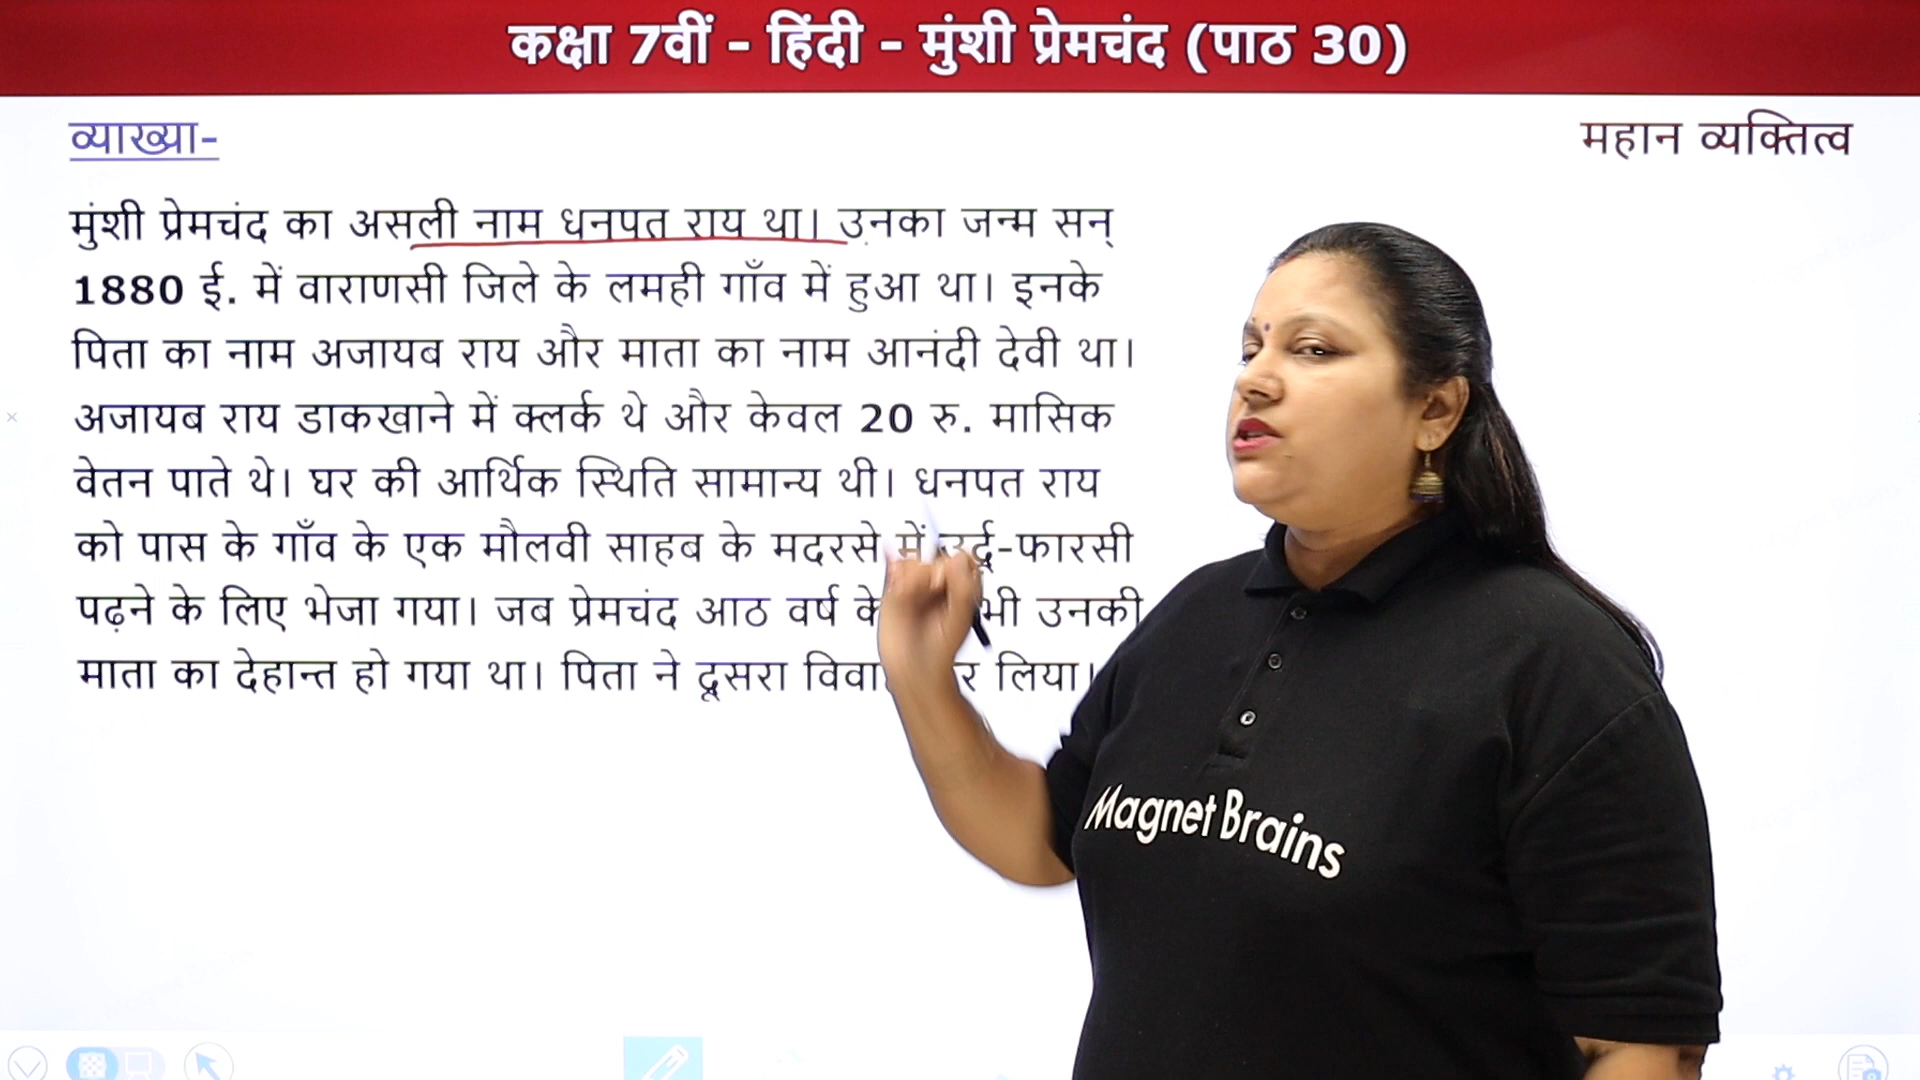 कक्षा 7वीं - हिंदी - मुंशी प्रेमचंद (पाठ 30)
व्याख्या-
महान व्यक्तित्व
मुंशी प्रेमचंद का असली नाम धनपत राय था। उनका जन्म सन्
1880 ई. में वाराणसी जिले के लमही गाँव में हुआ था। इनके
पिता का नाम अजायब राय और माता का नाम आनंदी देवी था।
अजायब राय डाकखाने में क्लर्क थे और केवल 20 रु. मासिक
वेतन पाते थे। घर की आर्थिक स्थिति सामान्य थी। धनपत राय
को पास के गाँव के एक मौलवी साहब के मदरसे में उर्दू-फारसी
पढ़ने के लिए भेजा गया। जब प्रेमचंद आठ वर्ष के उनकी
माता का देहान्त हो गया था। पिता ने दूसरा लिया।
Magnet Brains